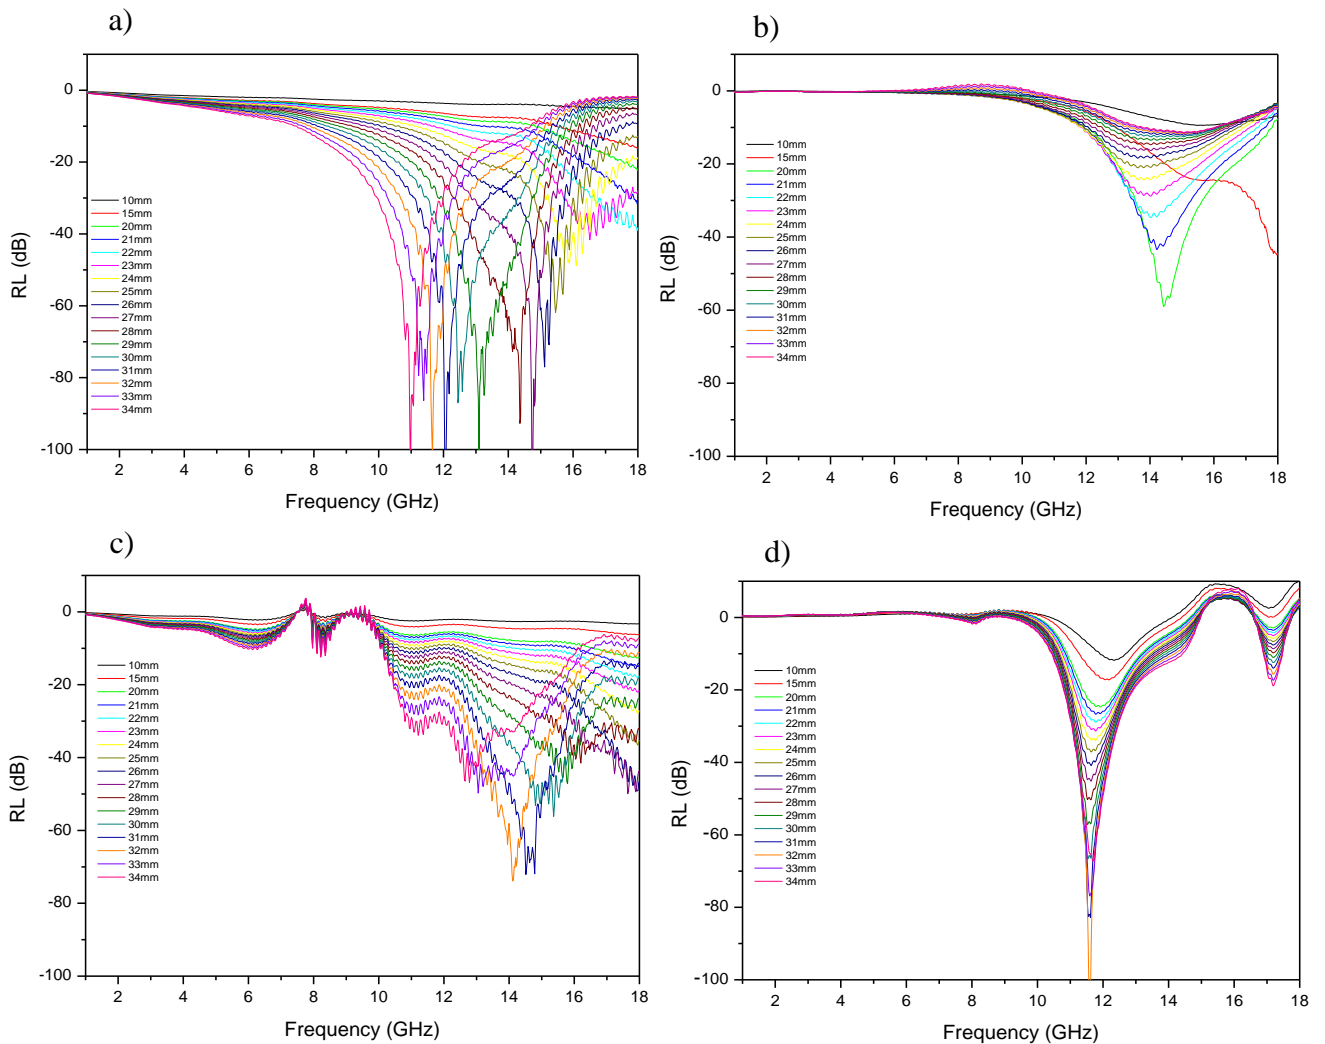 a)
0
-20
-40
-60
-80
-100
RL (dB)
10mm
15mm
20mm
21mm
22mm
23mm
24mm
25mm
26mm
27mm
28mm
29mm
30mm
31mm
32mm
33mm
34mm
2 4 6 8 10 12 14 16 18
Frequency (GHz)
b)
0
-20
-40
-60
-80
-100
RL (dB)
10mm
15mm
20mm
21mm
22mm
23mm
24mm
25mm
26mm
27mm
28mm
29mm
30mm
31mm
32mm
33mm
34mm
2 4 6 8 10 12 14 16 18
Frequency (GHz)
c)
0
-20
-40
-60
-80
-100
RL (dB)
10mm
15mm
20mm
21mm
22mm
23mm
24mm
25mm
26mm
27mm
28mm
29mm
30mm
31mm
32mm
33mm
34mm
2 4 6 8 10 12 14 16 18
Frequency (GHz)
d)
0
-20
-40
-60
-80
-100
RL (dB)
10mm
15mm
20mm
21mm
22mm
23mm
24mm
25mm
26mm
27mm
28mm
29mm
30mm
31mm
32mm
33mm
34mm
2 4 6 8 10 12 14 16 18
Frequency (GHz)